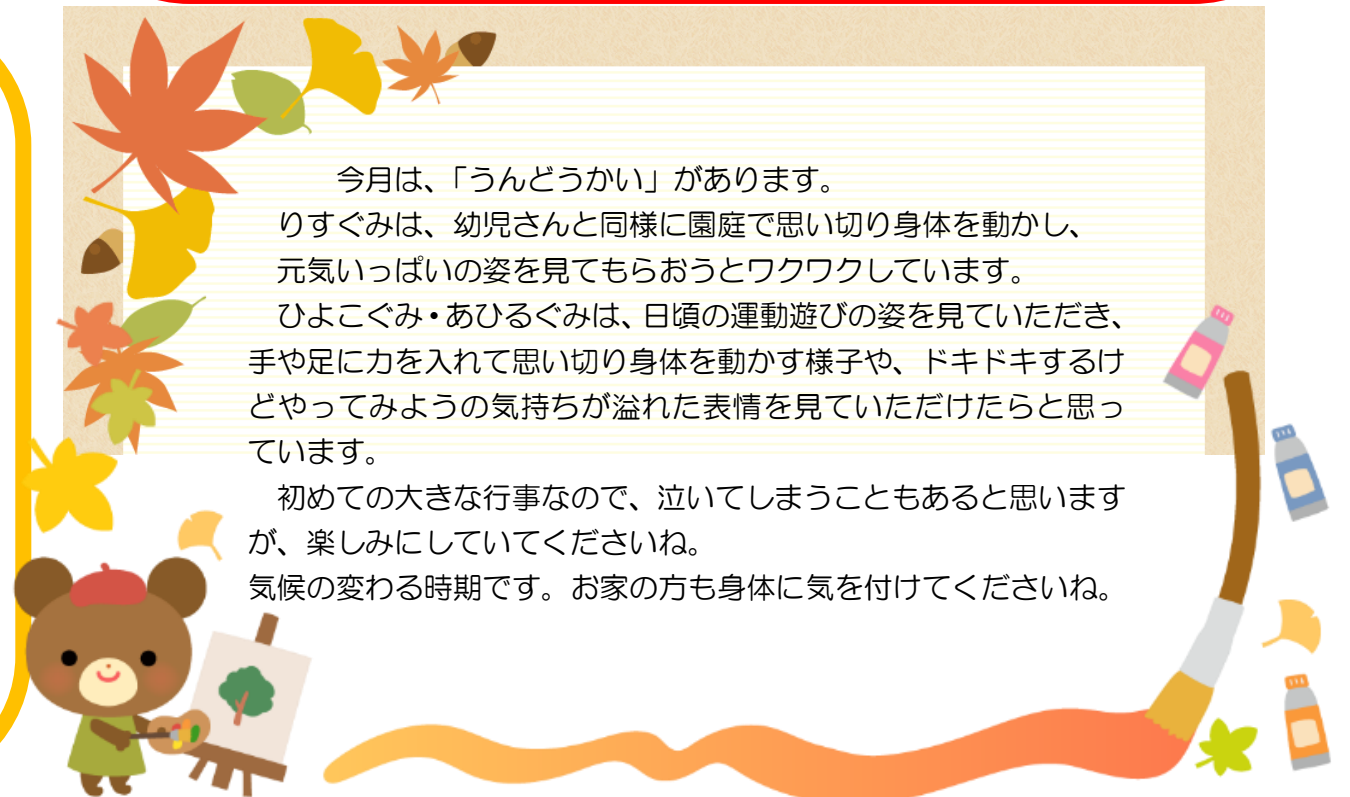 今月は、「うんどうかい」があります。
りすぐみは、幼児さんと同様に園庭で思い切り身体を動かし、
元気いっぱいの姿を見てもらおうとワクワクしています。
ひよこぐみ・あひるぐみは、日頃の運動遊びの姿を見ていただき、
手や足に力を入れて思い切り身体を動かす様子や、ドキドキするけ
どやってみようの気持ちが溢れた表情を見ていただけたらと思っ
ています。
初めての大きな行事なので、泣いてしまうこともあると思います
が、楽しみにしていてくださいね。
気候の変わる時期です。お家の方も身体に気を付けてくださいね。